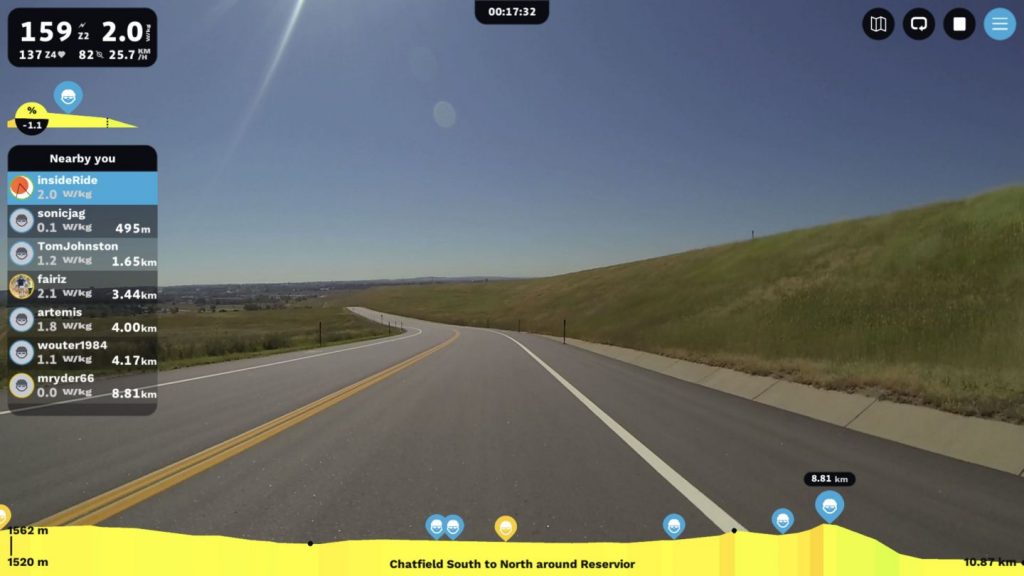 00:17:32
159 Z2 2.0
137 Z4 82 25.7 KM/H
%
-1.1
Nearby you
insideRide
2.0 W/kg
sonicjag
0.1 W/kg 495m
TomJohnston
1.2 W/kg 1.65km
fairiz
2.1 W/kg 3.44km
artemis
1.8 W/kg 4.00km
wouter1984
1.1 W/kg 4.17km
mryder66
0.0 W/kg 8.81km
8.81 km
1562 m
1520 m
Chatfield South to North around Reservior
10.87 km